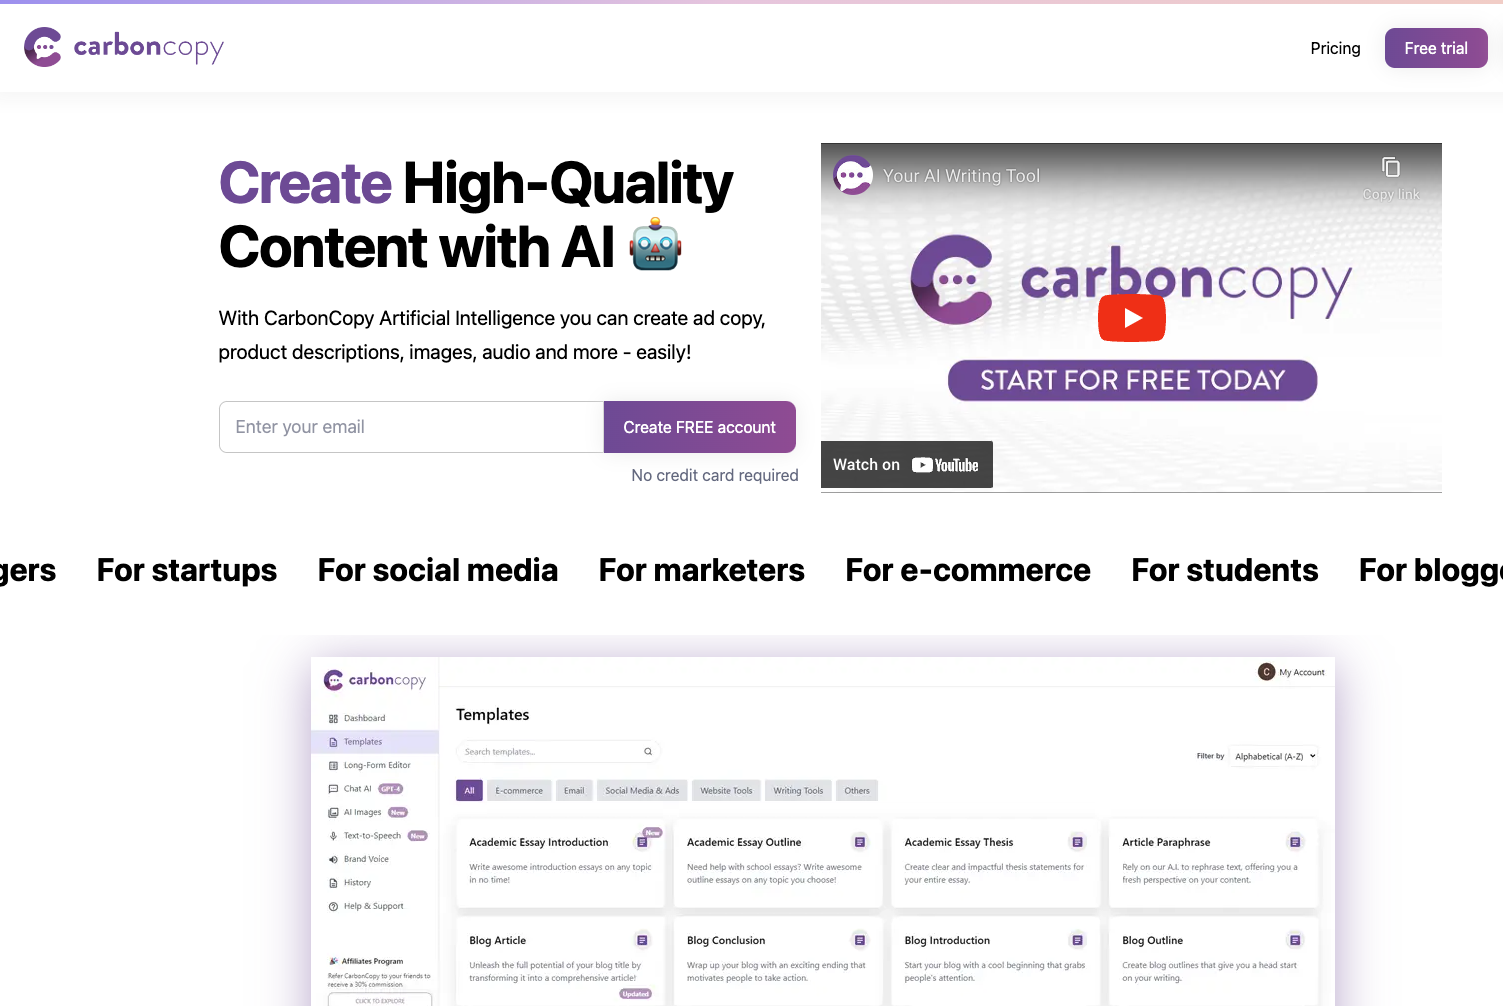 carboncopy
Pricing
Free trial
Create High-Quality
Content with AI
With CarbonCopy Artificial Intelligence you can create ad copy,
product descriptions, images, audio and more - easily!
Enter your email
Create FREE account
No credit card required
Your AI Writing Tool
Copy link
carboncopy
START FOR FREE TODAY
Watch on YouTube
gers For startups For social media For marketers For e-commerce For students For blogge
carboncopy
My Account
Dashboard
Templates
Long-Form Editor
Chat AI GPT-4
AI Images New
Text-to-Speech New
Brand Voice
History
Help & Support
Affiliates Program
Refer CarbonCopy to your friends to
receive a 30% commission.
CLICK TO EXPLORE
Templates
Search templates...
Filter by Alphabetical (A-Z)
All E-commerce Email Social Media & Ads Website Tools Writing Tools Others
Academic Essay Introduction
New
Write awesome introduction essays on any topic
in no time!
Academic Essay Outline
Need help with school essays? Write awesome
outline essays on any topic you choose!
Academic Essay Thesis
Create clear and impactful thesis statements for
your entire essay.
Article Paraphrase
Rely on our A.I. to rephrase text, offering you a
fresh perspective on your content.
Blog Article
Unleash the full potential of your blog title by
transforming it into a comprehensive article!
Updated
Blog Conclusion
Wrap up your blog with an exciting ending that
motivates people to take action.
Blog Introduction
Start your blog with a cool beginning that grabs
people's attention.
Blog Outline
Create blog outlines that give you a head start
on your writing.